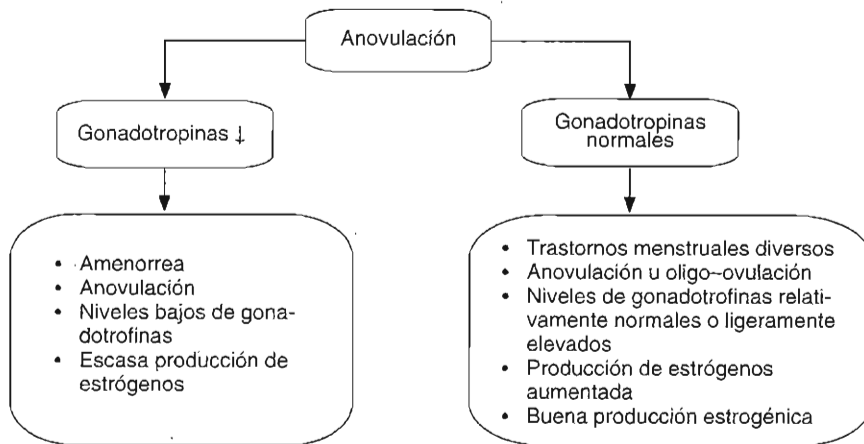 Anovulación
Gonadotropinas ↓
Gonadotropinas
normales
• Amenorrea
• Anovulación
• Niveles bajos de gona-
dotrofinas
• Escasa producción de
estrógenos
• Trastornos menstruales diversos
• Anovulación u oligo-ovulación
• Niveles de gonadotrofinas relati-
vamente normales o ligeramente
elevados
• Producción de estrógenos
aumentada
• Buena producción estrogénica